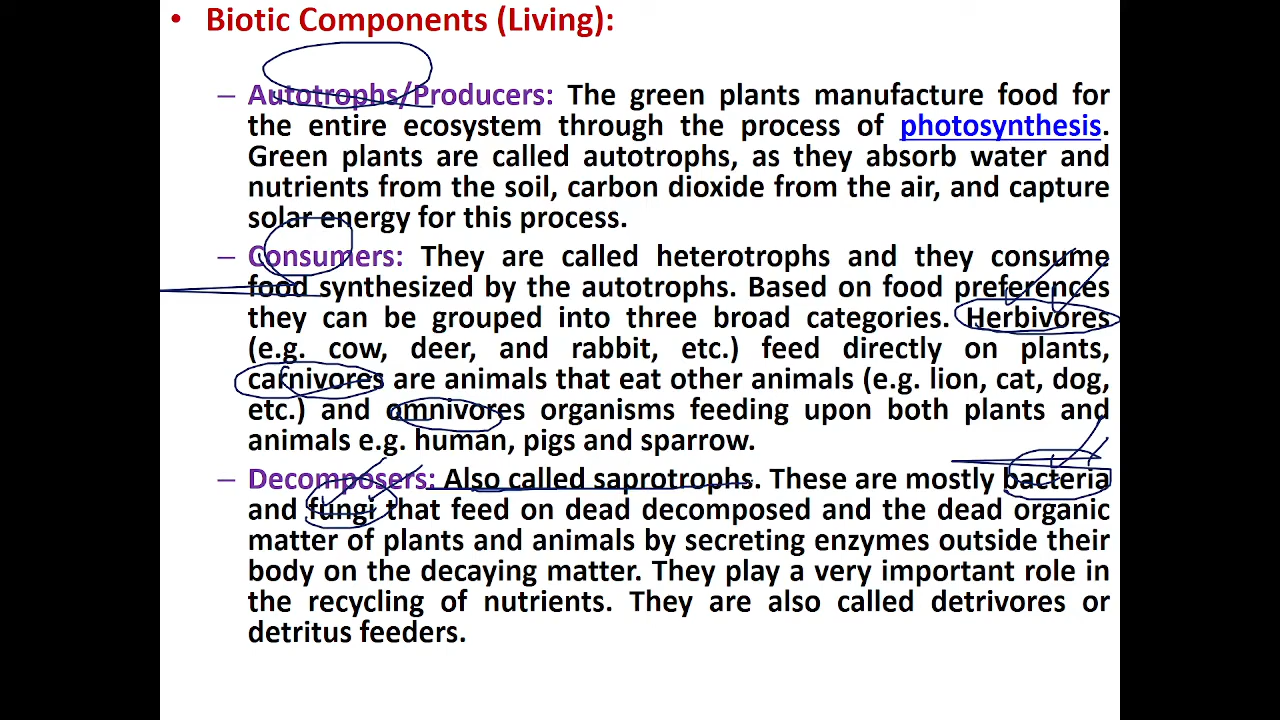 • Biotic Components (Living):
– Autotrophs/Producers: The green plants manufacture food for
the entire ecosystem through the process of photosynthesis.
Green plants are called autotrophs, as they absorb water and
nutrients from the soil, carbon dioxide from the air, and capture
solar energy for this process.
– Consumers: They are called heterotrophs and they consume
food synthesized by the autotrophs. Based on food preferences
they can be grouped into three broad categories. Herbivores
(e.g. cow, deer, and rabbit, etc.) feed directly on plants,
carnivores are animals that eat other animals (e.g. lion, cat, dog,
etc.) and omnivores organisms feeding upon both plants and
animals e.g. human, pigs and sparrow.
– Decomposers: Also called saprotrophs. These are mostly bacteria
and fungi that feed on dead decomposed and the dead organic
matter of plants and animals by secreting enzymes outside their
body on the decaying matter. They play a very important role in
the recycling of nutrients. They are also called detrivores or
detritus feeders.